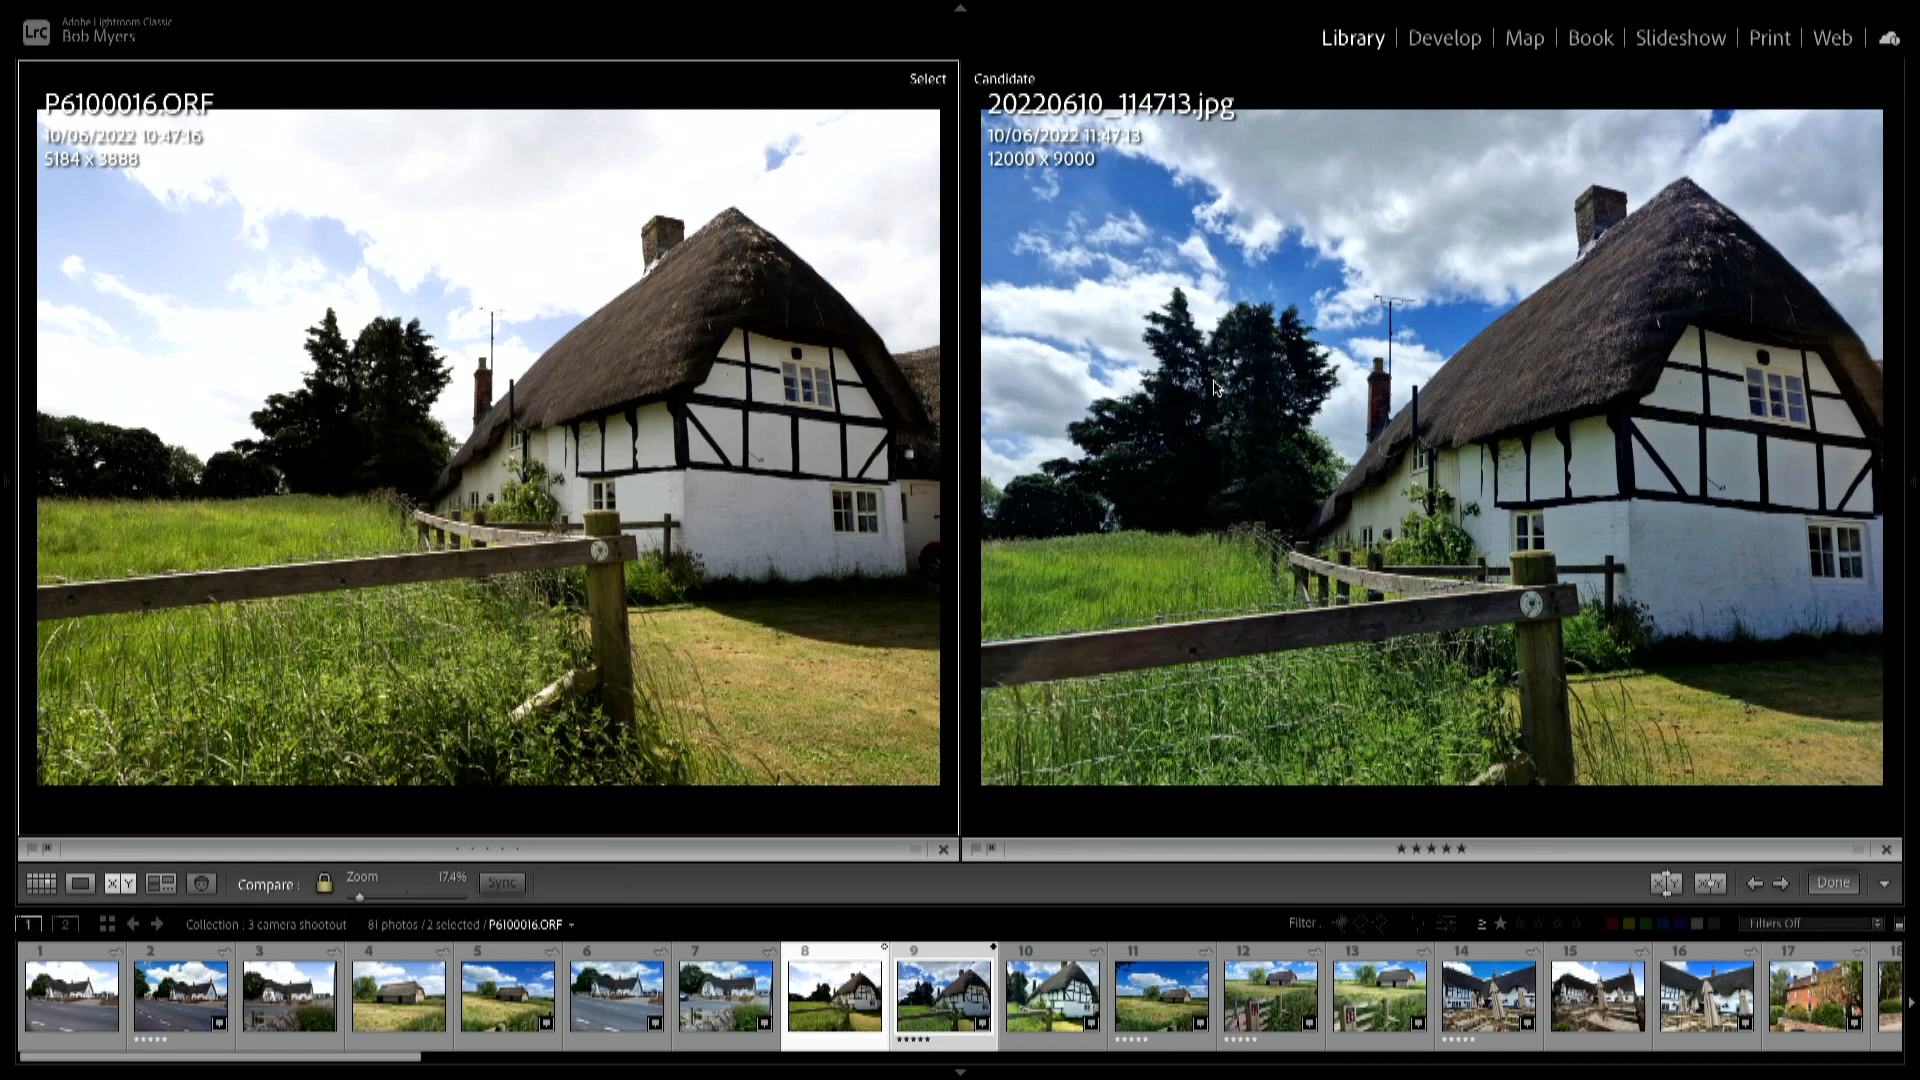 LrC
Adobe Lightroom Classic
Bob Myers
Library | Develop | Map | Book | Slideshow | Print | Web
Select
P6100016.ORF
10/06/2022 10:47:16
5184 x 3888
Candidate
20220610_114713.jpg
10/06/2022 11:47:13
12000 x 9000
X Y
Compare :
Zoom
17.4%
Sync
Done
1
2
Collection : 3 camera shootout
81 photos / 2 selected / P6100016.ORF
Filter :
Filters Off
1 2 3 4 5 6 7 8 9 10 11 12 13 14 15 16 17 18